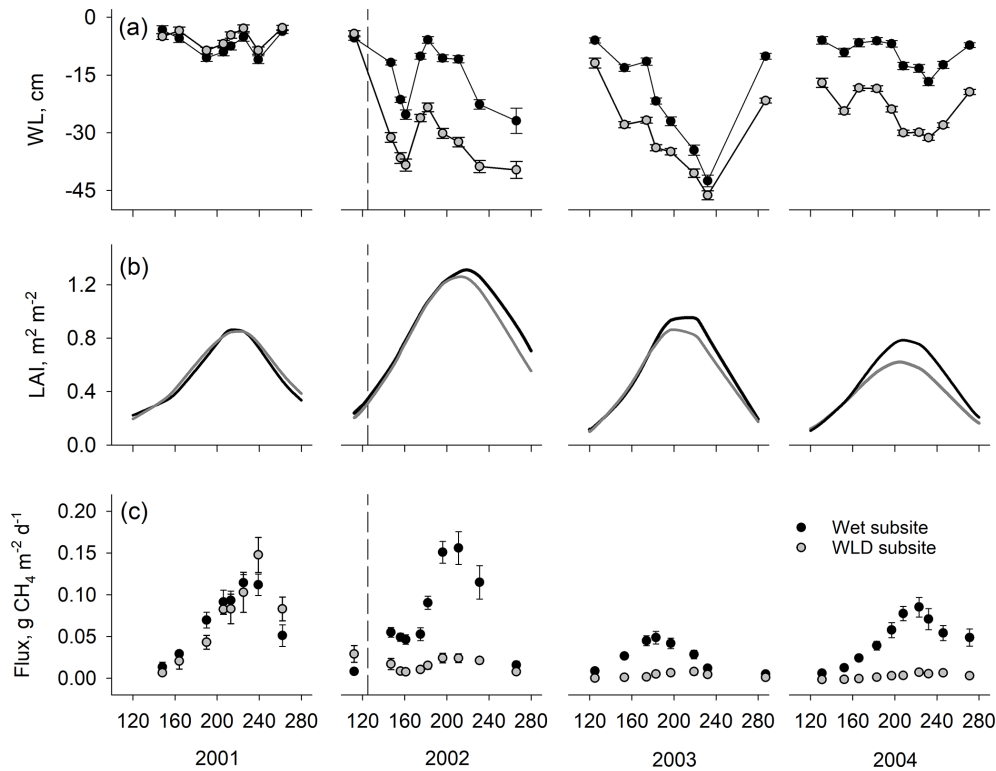 (a)
WL, cm
0
-15
-30
-45
120 160 200 240 280 120 160 200 240 280 120 160 200 240 280 120 160 200 240 280
(b)
LAI, m² m⁻²
1.2
0.8
0.4
0.0
(c)
Flux, g CH₄ m⁻² d⁻¹
0.20
0.15
0.10
0.05
0.00
Wet subsite
WLD subsite
2001 2002 2003 2004